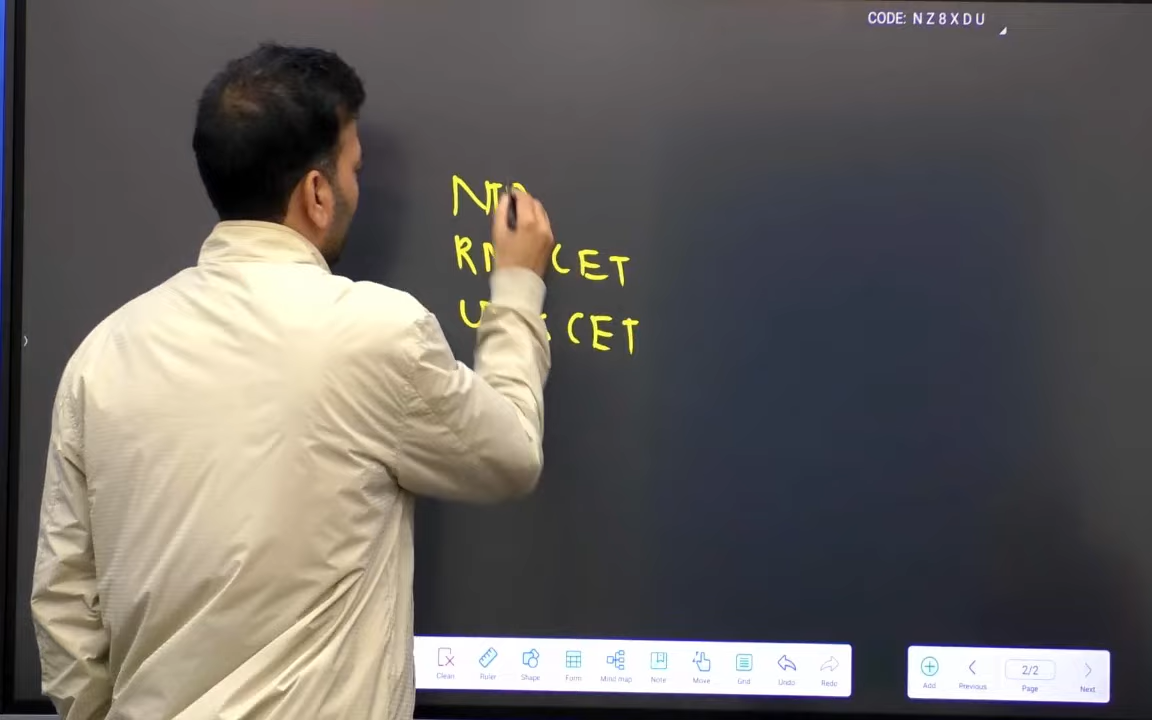 CODE: NZ8XDU
CET
CET
Clean Ruler Shape Form Mind map Note Move Grid Undo Redo
Add Previous 2/2 Page Next